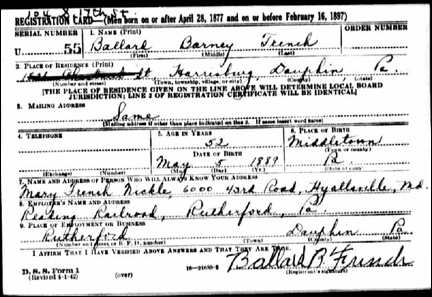 104 S 17th St.
REGISTRATION CARD—(Men born on or after April 28, 1877 and on or before February 16, 1897)
SERIAL NUMBER 1. NAME (Print) ORDER NUMBER
U 55 Ballard Barney French
(First) (Middle) (Last)
2. PLACE OF RESIDENCE (Print)
St, Harrisburg, Dauphin Pa
(Number and street) (Town, township, village, or city) (County) (State)
[THE PLACE OF RESIDENCE GIVEN ON THE LINE ABOVE WILL DETERMINE LOCAL BOARD
JURISDICTION; LINE 2 OF REGISTRATION CERTIFICATE WILL BE IDENTICAL]
3. MAILING ADDRESS
Same
[Mailing address if other than place indicated on line 2. If same insert word same]
4. TELEPHONE 5. AGE IN YEARS 6. PLACE OF BIRTH
52 Middletown
DATE OF BIRTH (Town or county)
May 8 1889 Pa.
(Exchange) (Number) (Mo.) (Day) (Yr.) (State or country)
7. NAME AND ADDRESS OF PERSON WHO WILL ALWAYS KNOW YOUR ADDRESS
Mary French Nickle, 6000 43rd Road, Hyattsville, Md.
8. EMPLOYER'S NAME AND ADDRESS
Reading Railroad, Rutherford, Pa
9. PLACE OF EMPLOYMENT OR BUSINESS
Rutherford Dauphin Pa.
(Number and street or R. F. D. number) (Town) (County) (State)
I AFFIRM THAT I HAVE VERIFIED ABOVE ANSWERS AND THAT THEY ARE TRUE.
D. S. S. Form 1 Ballard B French
(Revised 4-1-42) (over) (Registrant's signature)